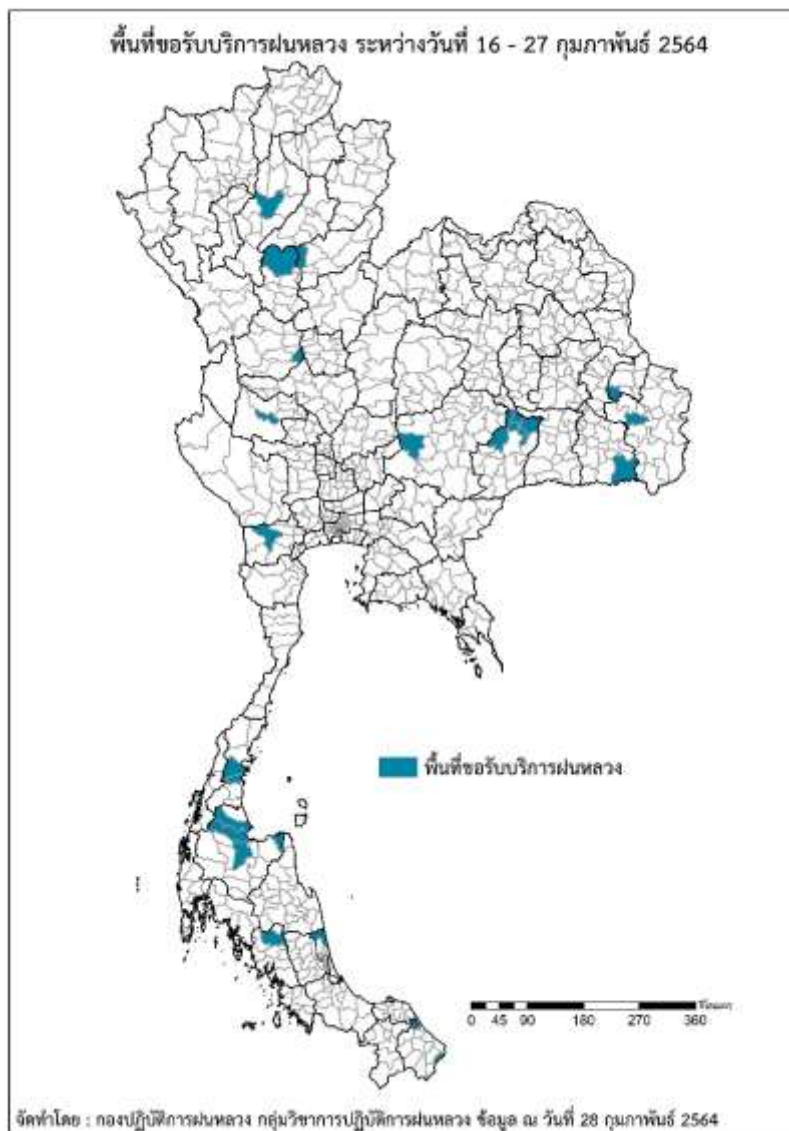 พื้นที่ขอรับบริการฝนหลวง ระหว่างวันที่ 16 - 27 กุมภาพันธ์ 2564
พื้นที่ขอรับบริการฝนหลวง
0 45 90 180 270 360
จัดทำโดย : กองปฏิบัติการฝนหลวง กลุ่มวิชาการปฏิบัติการฝนหลวง ข้อมูล ณ วันที่ 28 กุมภาพันธ์ 2564